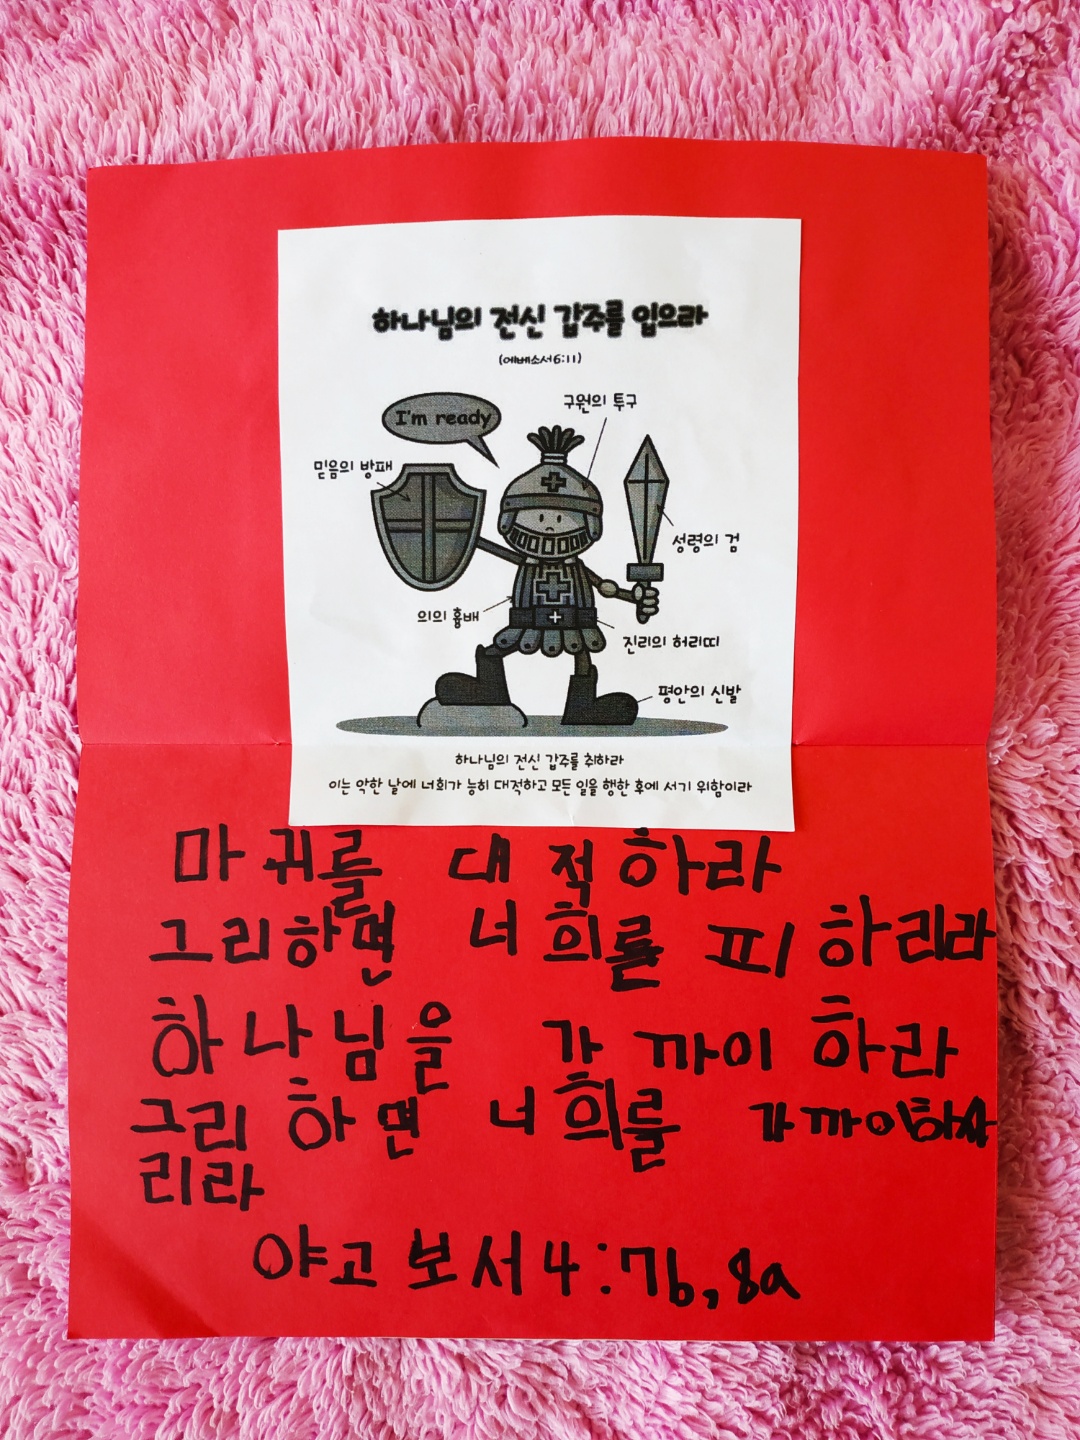 하나님의 전신 갑주를 입으라
(에베소서6:11)
I'm ready
구원의 투구
믿음의 방패
성령의 검
의의 흉배
진리의 허리띠
평안의 신발
하나님의 전신 갑주를 취하라
이는 악한 날에 너희가 능히 대적하고 모든 일을 행한 후에 서기 위함이라
마귀를 대적하라
그리하면 너희를 피하리라
하나님을 가까이하라
그리하면 너희를 가까이하시
리라
야고보서4:7b,8a